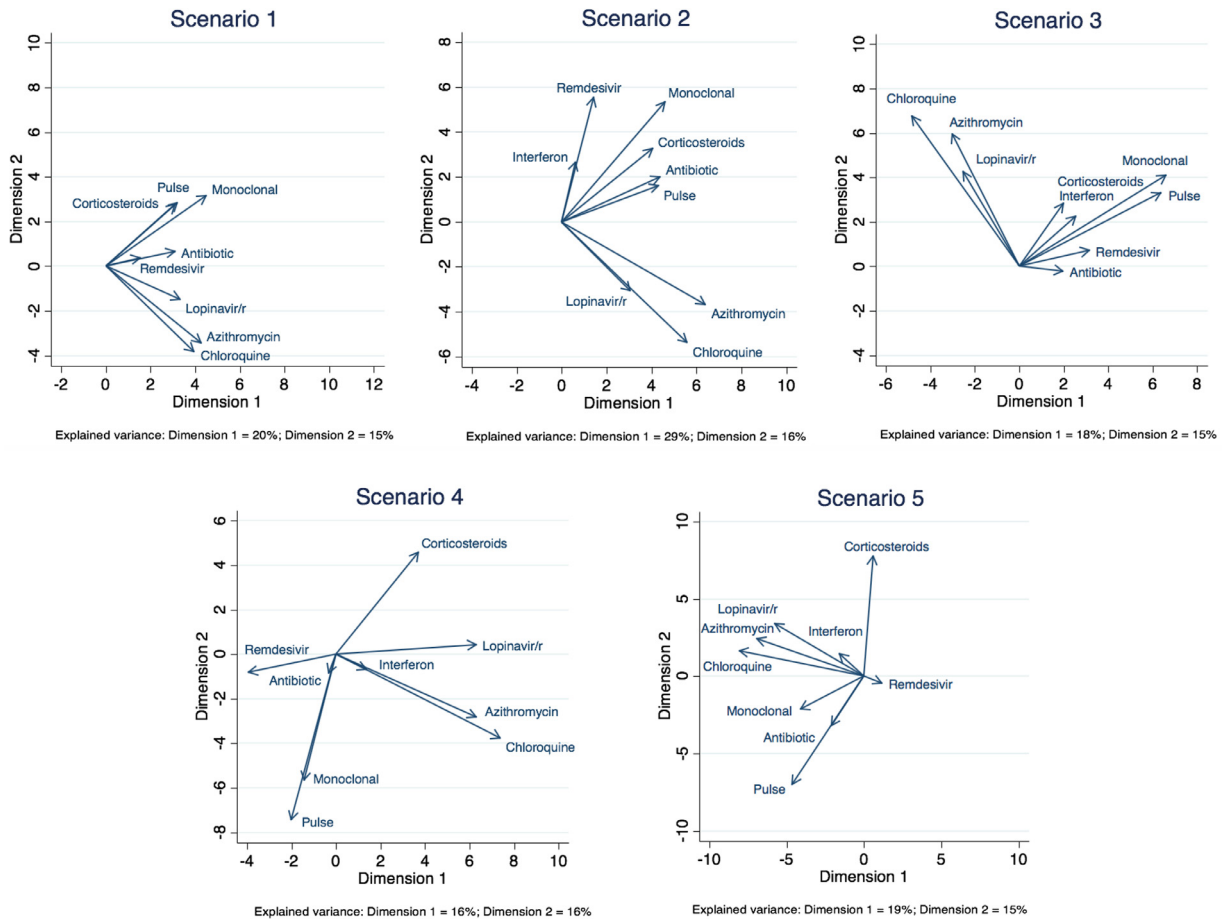 Scenario 1
10
8
6
4
2
0
-2
-4
Dimension 2
Pulse
Monoclonal
Corticosteroids
Antibiotic
Remdesivir
Lopinavir/r
Azithromycin
Chloroquine
-2 0 2 4 6 8 10 12
Dimension 1
Explained variance: Dimension 1 = 20%; Dimension 2 = 15%
Scenario 2
8
6
4
2
0
-2
-4
-6
Dimension 2
Remdesivir
Monoclonal
Corticosteroids
Interferon
Antibiotic
Pulse
Lopinavir/r
Azithromycin
Chloroquine
-4 -2 0 2 4 6 8 10
Dimension 1
Explained variance: Dimension 1 = 29%; Dimension 2 = 16%
Scenario 3
10
8
6
4
2
0
-2
-4
Dimension 2
Chloroquine
Azithromycin
Lopinavir/r
Monoclonal
Corticosteroids
Interferon
Pulse
Remdesivir
Antibiotic
-6 -4 -2 0 2 4 6 8
Dimension 1
Explained variance: Dimension 1 = 18%; Dimension 2 = 15%
Scenario 4
6
4
2
0
-2
-4
-6
-8
Dimension 2
Corticosteroids
Remdesivir
Lopinavir/r
Interferon
Antibiotic
Azithromycin
Chloroquine
Monoclonal
Pulse
-4 -2 0 2 4 6 8 10
Dimension 1
Explained variance: Dimension 1 = 16%; Dimension 2 = 16%
Scenario 5
10
5
0
-5
-10
Dimension 2
Corticosteroids
Lopinavir/r
Azithromycin
Interferon
Chloroquine
Remdesivir
Monoclonal
Antibiotic
Pulse
-10 -5 0 5 10
Dimension 1
Explained variance: Dimension 1 = 19%; Dimension 2 = 15%